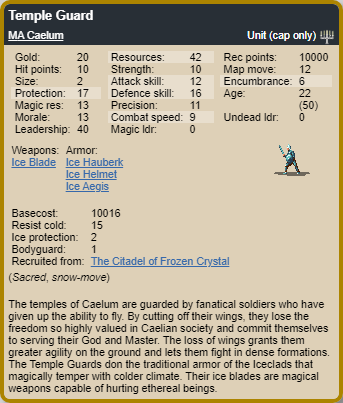 Temple Guard
MA Caelum Unit (cap only)
Gold: 20 Resources: 42 Rec points: 10000
Hit points: 10 Strength: 10 Map move: 12
Size: 2 Attack skill: 12 Encumbrance: 6
Protection: 17 Defence skill: 16 Age: 22
Magic res: 13 Precision: 11 (50)
Morale: 13 Combat speed: 9 Undead ldr: 0
Leadership: 40 Magic ldr: 0
Weapons: Armor:
Ice Blade Ice Hauberk
Ice Helmet
Ice Aegis
Basecost: 10016
Resist cold: 15
Ice protection: 2
Bodyguard: 1
Recruited from: The Citadel of Frozen Crystal
(Sacred, snow-move)
The temples of Caelum are guarded by fanatical soldiers who have
given up the ability to fly. By cutting off their wings, they lose the
freedom so highly valued in Caelian society and commit themselves
to serving their God and Master. The loss of wings grants them
greater agility on the ground and lets them fight in dense formations.
The Temple Guards don the traditional armor of the Iceclads that
magically temper with colder climate. Their ice blades are magical
weapons capable of hurting ethereal beings.